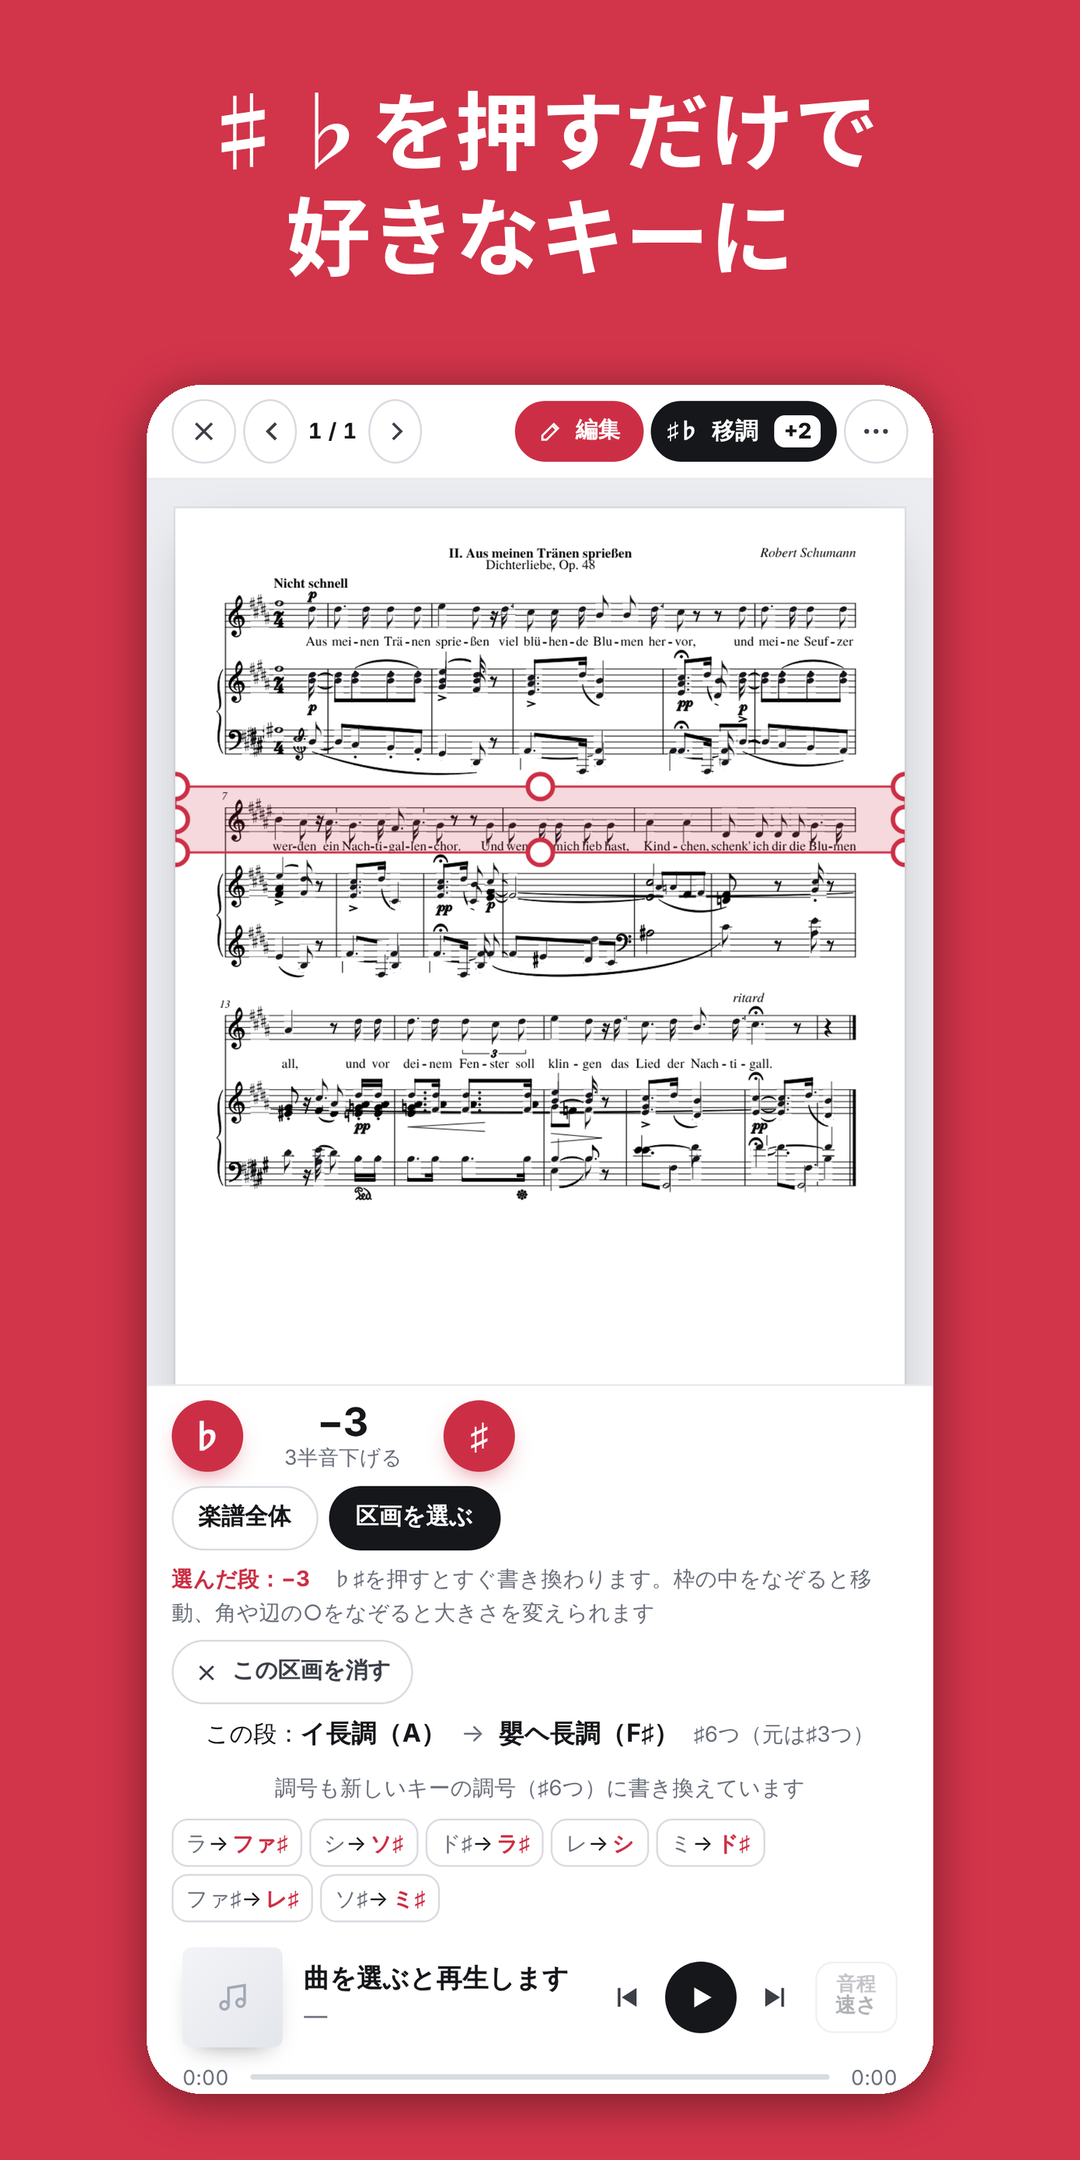 ♯♭を押すだけで
好きなキーに
1 / 1
編集
♯♭ 移調 +2
II. Aus meinen Tränen sprießen
Dichterliebe, Op. 48
Robert Schumann
Nicht schnell
p
Aus mei-nen Trä-nen sprie-ßen viel blü-hen-de Blu-men her-vor, und mei-ne Seuf-zer
p pp p
7
wer-den ein Nach-ti-gal-len-chor. Und wen mich lieb hast, Kind-chen, schenk' ich dir die Blu-men
pp p
13
ritard
3
all, und vor dei-nem Fen-ster soll klin-gen das Lied der Nach-ti-gall.
pp pp
−3
3半音下げる
♭ ♯
楽譜全体 区画を選ぶ
選んだ段：−3 ♭♯を押すとすぐ書き換わります。枠の中をなぞると移
動、角や辺の○をなぞると大きさを変えられます
× この区画を消す
この段：イ長調（A） → 嬰ヘ長調（F♯） ♯6つ（元は♯3つ）
調号も新しいキーの調号（♯6つ）に書き換えています
ラ→ファ♯ シ→ソ♯ ド♯→ラ♯ レ→シ ミ→ド♯
ファ♯→レ♯ ソ♯→ミ♯
曲を選ぶと再生します
—
音程
速さ
0:00 0:00